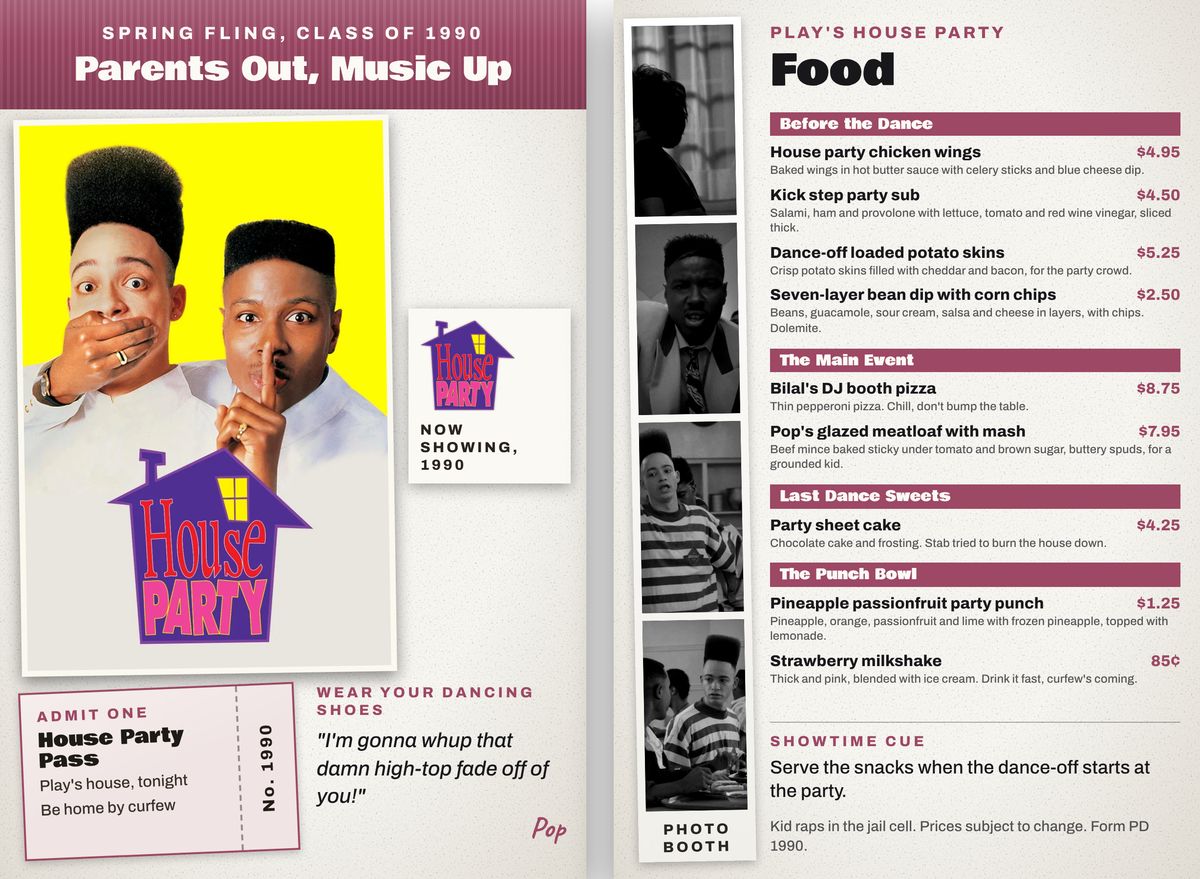 SPRING FLING, CLASS OF 1990
Parents Out, Music Up
House
PARTY
House
PARTY
NOW
SHOWING,
1990
ADMIT ONE
House Party
Pass
Play's house, tonight
Be home by curfew
No. 1990
WEAR YOUR DANCING
SHOES
"I'm gonna whup that
damn high-top fade off of
you!"
Pop
PHOTO
BOOTH
PLAY'S HOUSE PARTY
Food
Before the Dance
House party chicken wings $4.95
Baked wings in hot butter sauce with celery sticks and blue cheese dip.
Kick step party sub $4.50
Salami, ham and provolone with lettuce, tomato and red wine vinegar, sliced
thick.
Dance-off loaded potato skins $5.25
Crisp potato skins filled with cheddar and bacon, for the party crowd.
Seven-layer bean dip with corn chips $2.50
Beans, guacamole, sour cream, salsa and cheese in layers, with chips.
Dolemite.
The Main Event
Bilal's DJ booth pizza $8.75
Thin pepperoni pizza. Chill, don't bump the table.
Pop's glazed meatloaf with mash $7.95
Beef mince baked sticky under tomato and brown sugar, buttery spuds, for a
grounded kid.
Last Dance Sweets
Party sheet cake $4.25
Chocolate cake and frosting. Stab tried to burn the house down.
The Punch Bowl
Pineapple passionfruit party punch $1.25
Pineapple, orange, passionfruit and lime with frozen pineapple, topped with
lemonade.
Strawberry milkshake 85¢
Thick and pink, blended with ice cream. Drink it fast, curfew's coming.
SHOWTIME CUE
Serve the snacks when the dance-off starts at
the party.
Kid raps in the jail cell. Prices subject to change. Form PD
1990.